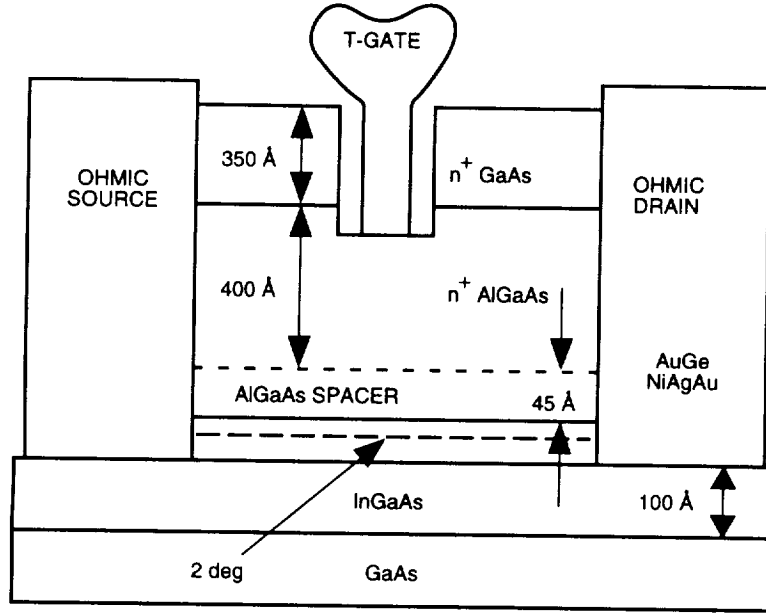 T-GATE
350 Å
n+ GaAs
OHMIC
SOURCE
OHMIC
DRAIN
400 Å
n+ AlGaAs
AuGe
NiAgAu
AlGaAs SPACER
45 Å
InGaAs
100 Å
2 deg
GaAs